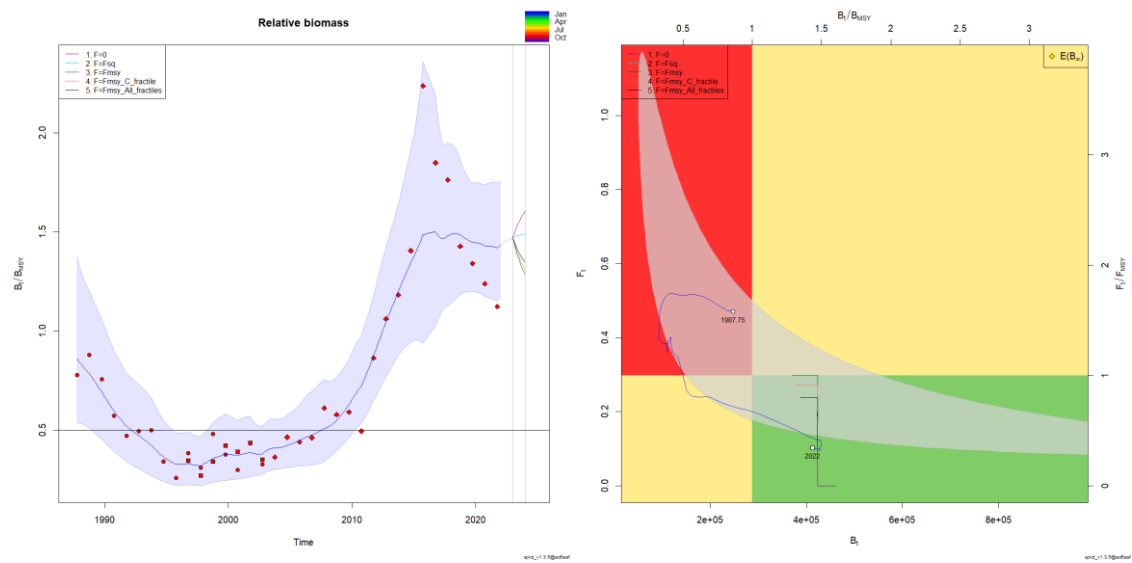 Relative biomass
Jan
Apr
Jul
Oct
1. F=0
2. F=Fsq
3. F=Fmsy
4. F=Fmsy_C_fractile
5. F=Fmsy_All_fractiles
2.0
1.5
1.0
0.5
Bt/BMSY
1990
2000
2010
2020
Time
spict_v1.3.5@adfeaf
Bt/BMSY
0.5
1
1.5
2
2.5
3
1. F=0
2. F=Fsq
3. F=Fmsy
4. F=Fmsy_C_fractile
5. F=Fmsy_All_fractiles
E(B∞)
1.0
0.8
0.6
0.4
0.2
0.0
Ft
3
2
1
0
Ft/FMSY
1987.75
2022
2e+05
4e+05
6e+05
8e+05
Bt